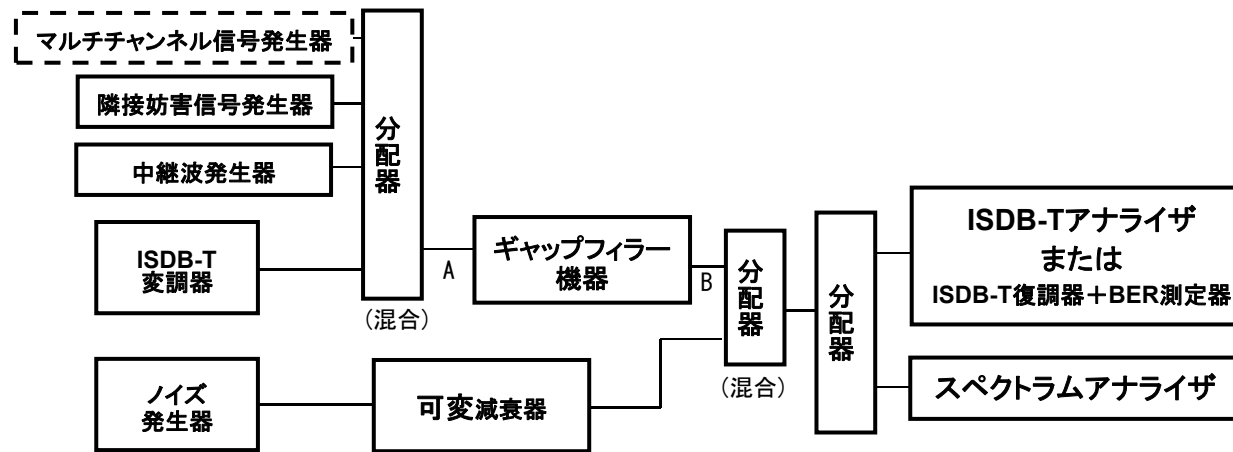 マルチチャンネル信号発生器
隣接妨害信号発生器
中継波発生器
ISDB-T
変調器
分配器
(混合)
A
ギャップフィラー
機器
B
分配器
(混合)
分配器
ISDB-Tアナライザ
または
ISDB-T復調器＋BER測定器
スペクトラムアナライザ
ノイズ
発生器
可変減衰器